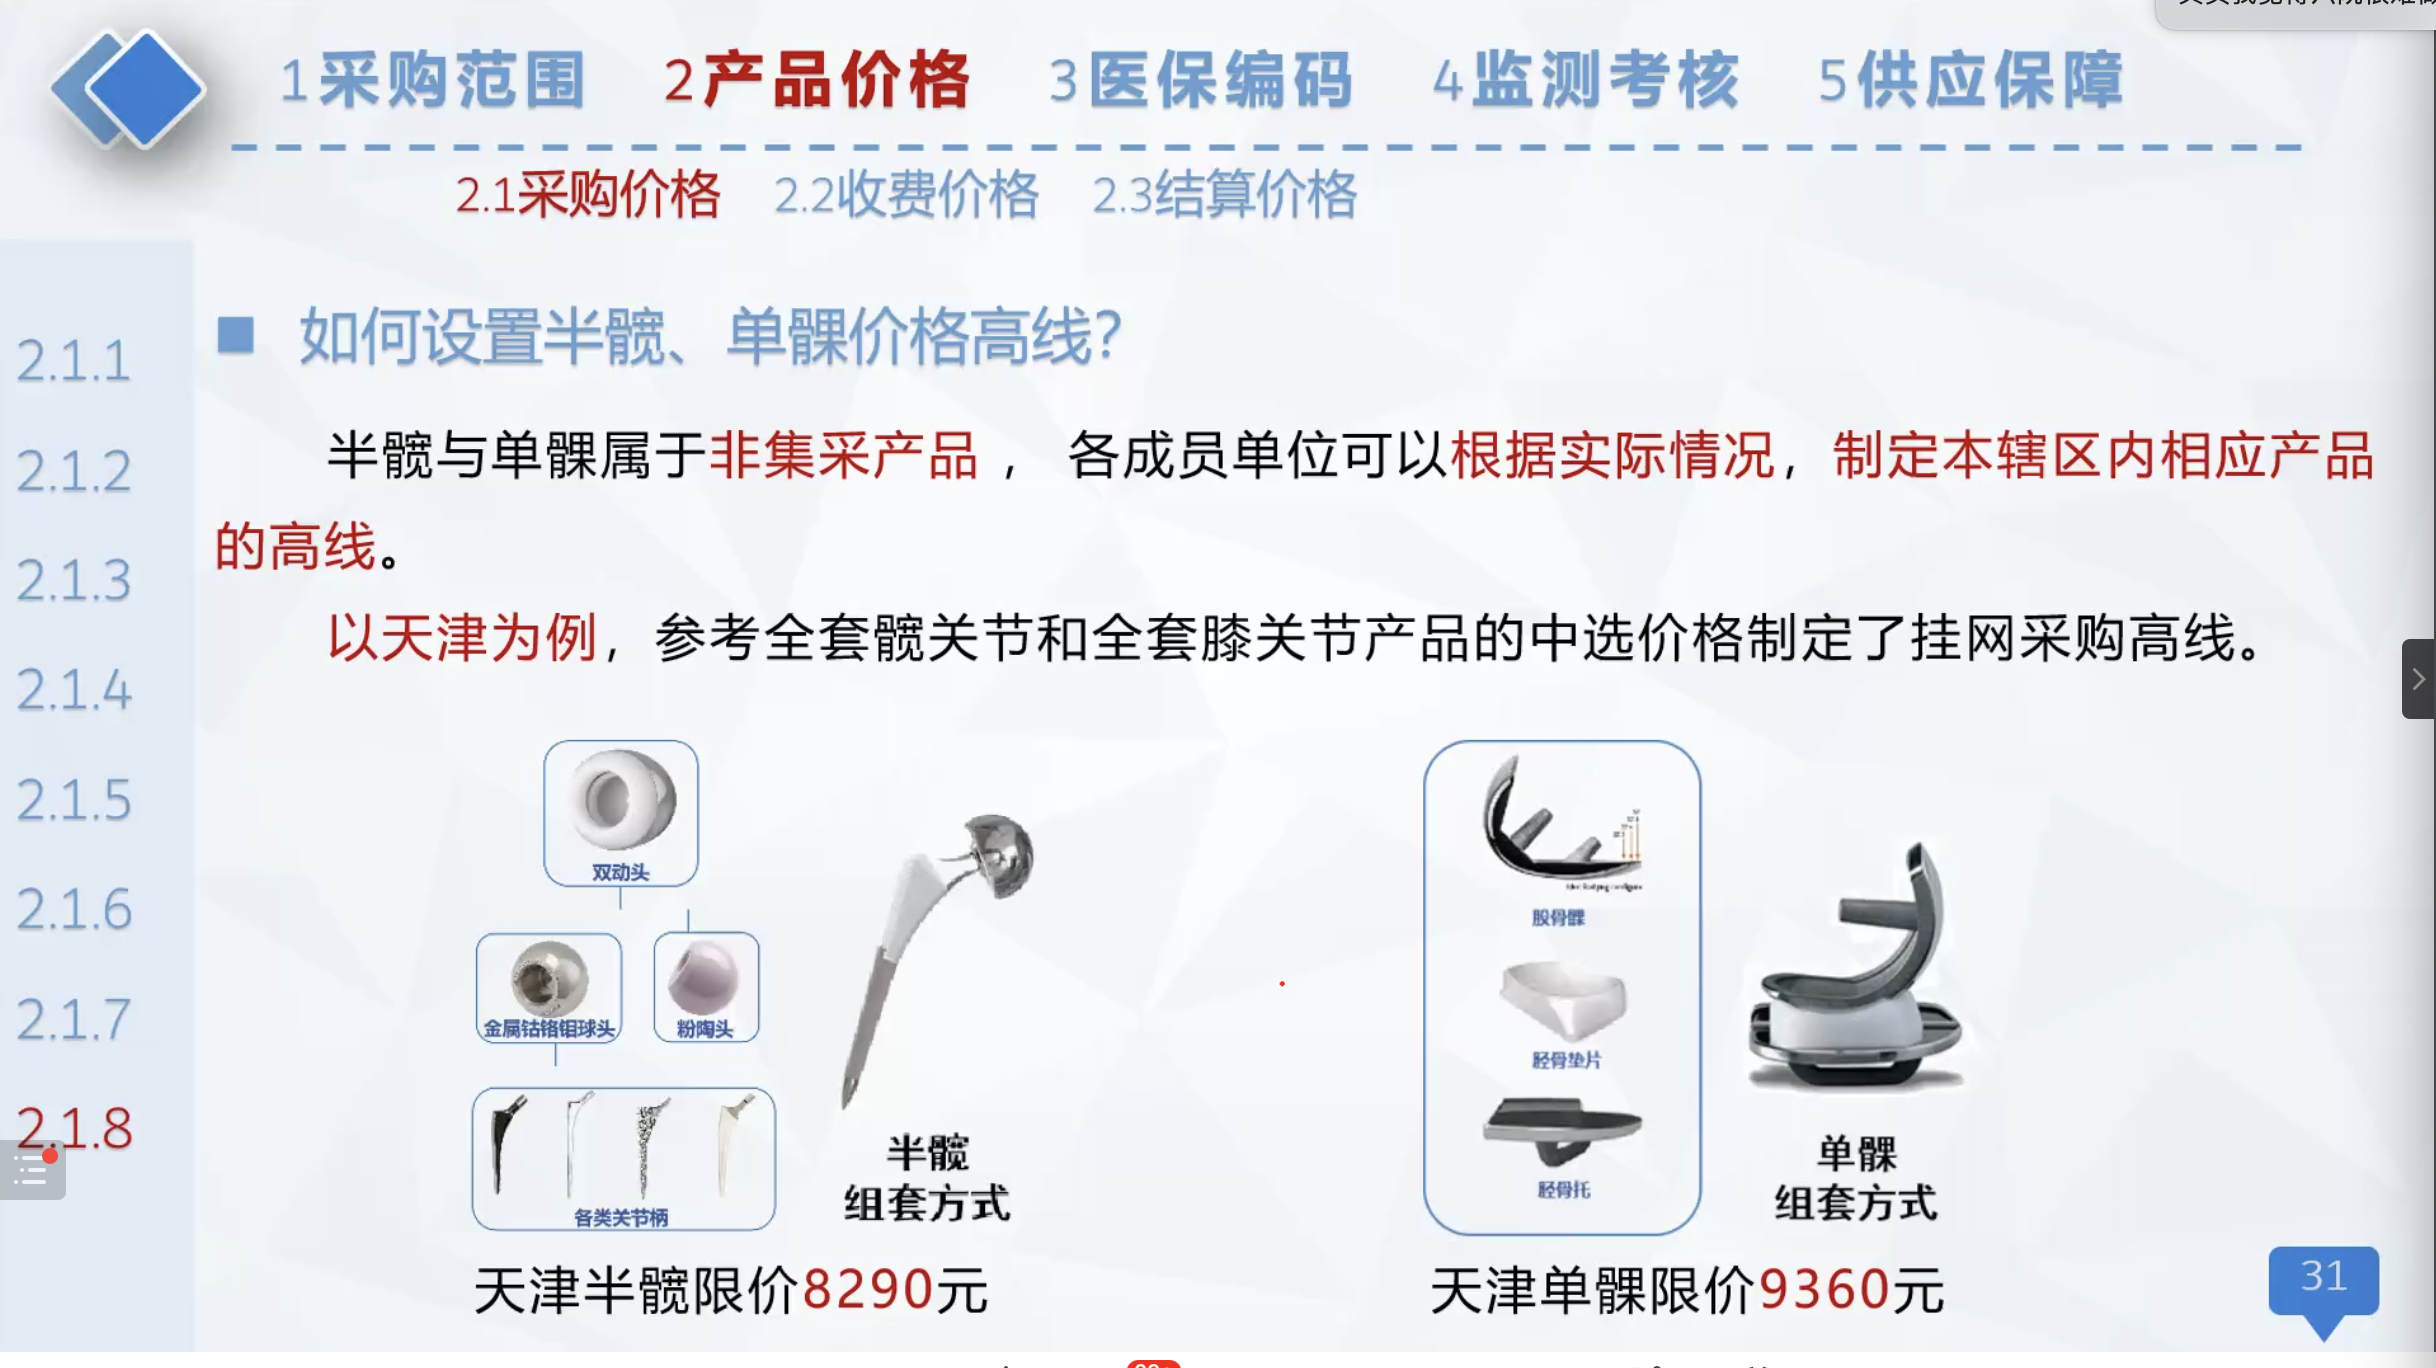 1采购范围 2产品价格 3医保编码 4监测考核 5供应保障
2.1采购价格 2.2收费价格 2.3结算价格
2.1.1
2.1.2
2.1.3
2.1.4
2.1.5
2.1.6
2.1.7
2.1.8
如何设置半髋、单髁价格高线?
半髋与单髁属于非集采产品， 各成员单位可以根据实际情况，制定本辖区内相应产品
的高线。
以天津为例，参考全套髋关节和全套膝关节产品的中选价格制定了挂网采购高线。
双动头
金属钴铬钼球头
粉陶头
各类关节柄
半髋
组套方式
天津半髋限价8290元
股骨髁
胫骨垫片
胫骨托
单髁
组套方式
天津单髁限价9360元
31